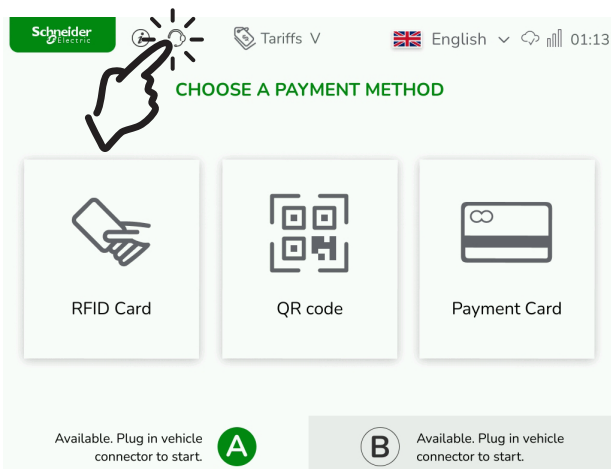 Schneider
Electric
Tariffs V
English
01:13
CHOOSE A PAYMENT METHOD
RFID Card
QR code
Payment Card
Available. Plug in vehicle
connector to start.
A
B
Available. Plug in vehicle
connector to start.